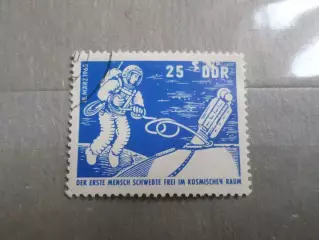 25 DDR
18. MÄRZ 1965
DER ERSTE MENSCH SCHWEBTE FREI IM KOSMISCHEN RAUM